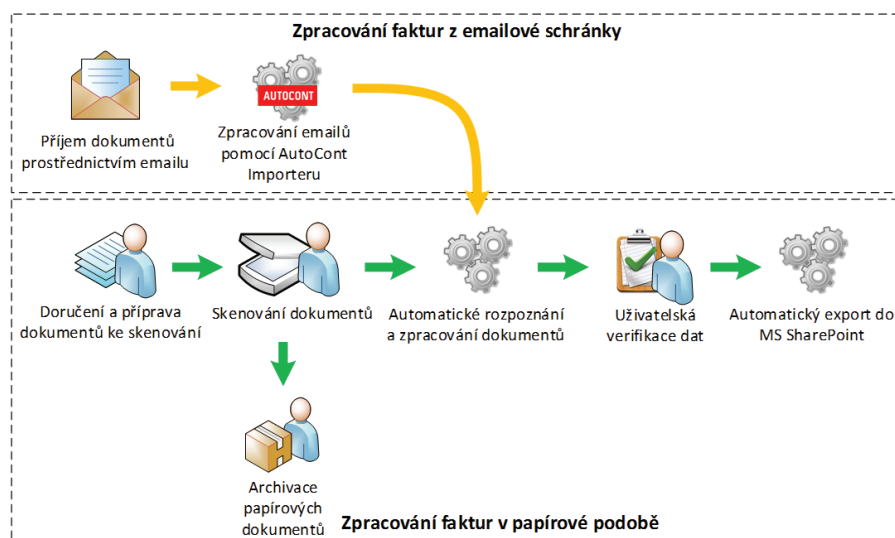 Zpracování faktur z emailové schránky
AUTOCONT
Příjem dokumentů
prostřednictvím emailu
Zpracování emailů
pomocí AutoCont
Importeru
Doručení a příprava
dokumentů ke skenování
Skenování dokumentů
Automatické rozpoznání
a zpracování dokumentů
Uživatelská
verifikace dat
Automatický export do
MS SharePoint
Archivace
papírových
dokumentů
Zpracování faktur v papírové podobě